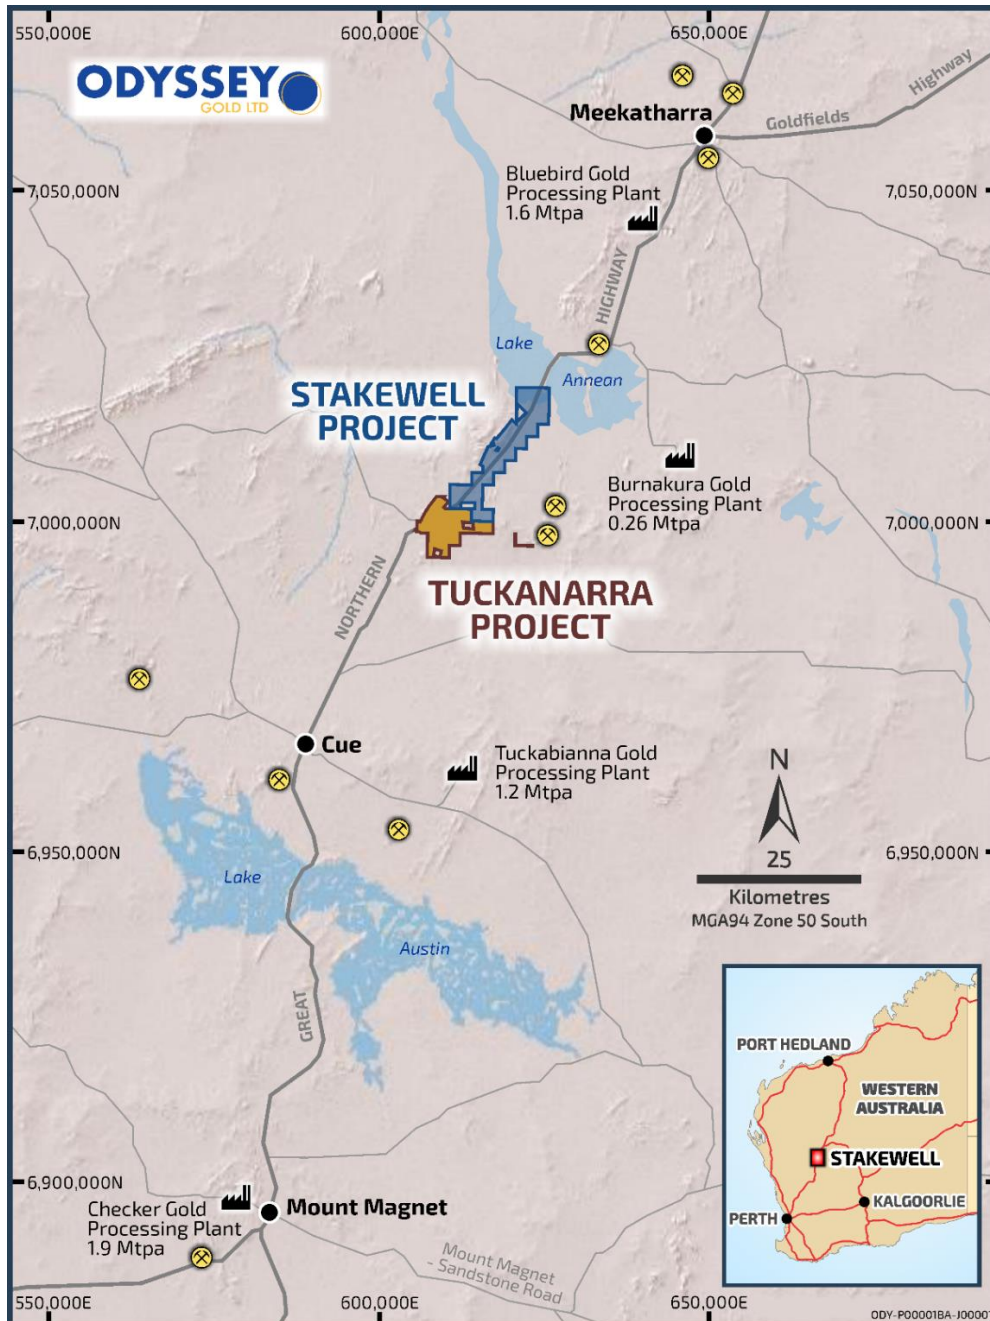 550,000E
600,000E
650,000E
ODYSSEY
GOLD LTD
Meekatharra
Goldfields
Highway
Bluebird Gold
Processing Plant
1.6 Mtpa
7,050,000N
7,050,000N
HIGHWAY
Lake
Annean
STAKEWELL
PROJECT
Burnakura Gold
Processing Plant
0.26 Mtpa
7,000,000N
7,000,000N
TUCKANARRA
PROJECT
NORTHERN
Cue
Tuckabianna Gold
Processing Plant
1.2 Mtpa
N
25
Kilometres
MGA94 Zone 50 South
6,950,000N
6,950,000N
Lake
Austin
GREAT
PORT HEDLAND
WESTERN
AUSTRALIA
STAKEWELL
KALGOORLIE
PERTH
6,900,000N
Checker Gold
Processing Plant
1.9 Mtpa
Mount Magnet
Mount Magnet
- Sandstone Road
550,000E
600,000E
650,000E
ODY-P00001BA-J00001